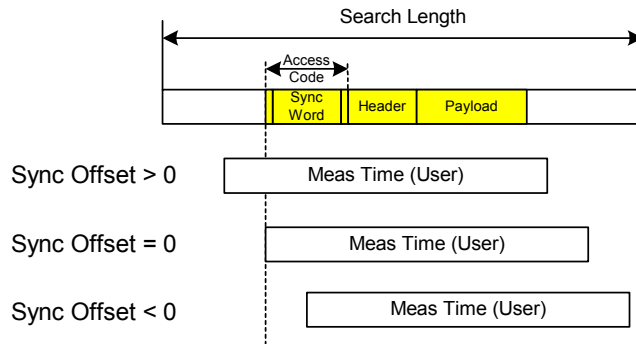 Search Length
Access
Code
Sync
Word
Header
Payload
Sync Offset > 0
Meas Time (User)
Sync Offset = 0
Meas Time (User)
Sync Offset < 0
Meas Time (User)